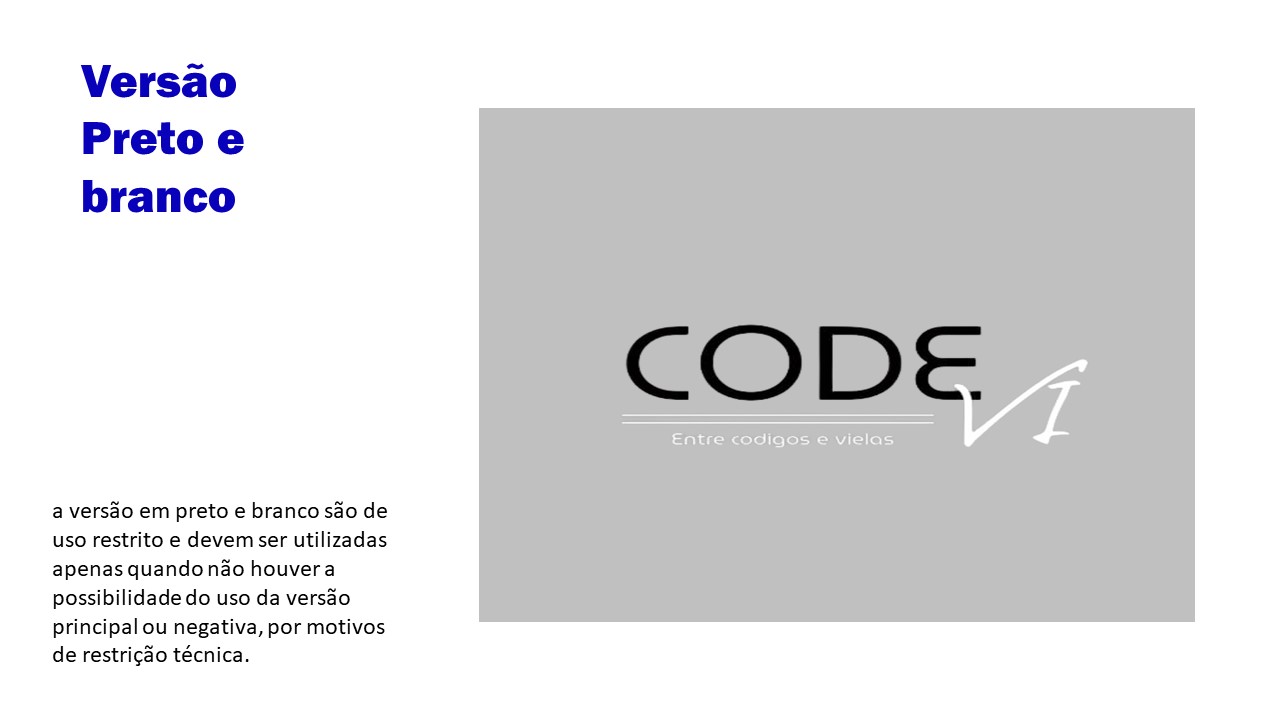 Versão
Preto e
branco
CODE
VI
Entre codigos e vielas
a versão em preto e branco são de
uso restrito e devem ser utilizadas
apenas quando não houver a
possibilidade do uso da versão
principal ou negativa, por motivos
de restrição técnica.